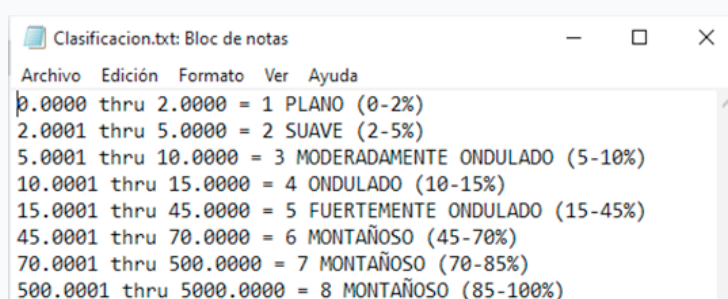 Clasificacion.txt: Bloc de notas
Archivo Edición Formato Ver Ayuda
0.0000 thru 2.0000 = 1 PLANO (0-2%)
2.0001 thru 5.0000 = 2 SUAVE (2-5%)
5.0001 thru 10.0000 = 3 MODERADAMENTE ONDULADO (5-10%)
10.0001 thru 15.0000 = 4 ONDULADO (10-15%)
15.0001 thru 45.0000 = 5 FUERTEMENTE ONDULADO (15-45%)
45.0001 thru 70.0000 = 6 MONTAÑOSO (45-70%)
70.0001 thru 500.0000 = 7 MONTAÑOSO (70-85%)
500.0001 thru 5000.0000 = 8 MONTAÑOSO (85-100%)